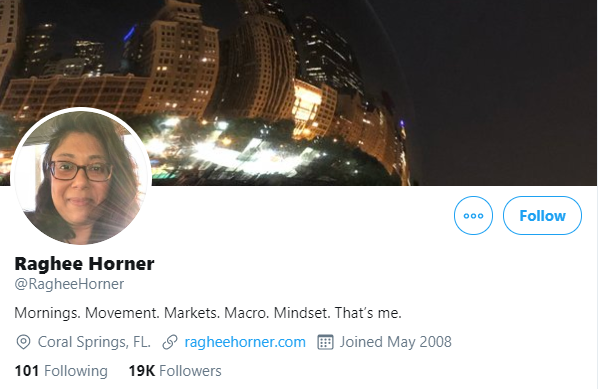 Follow
Raghee Horner
@RagheeHorner
Mornings. Movement. Markets. Macro. Mindset. That’s me.
Coral Springs, FL. ragheehorner.com Joined May 2008
101 Following 19K Followers